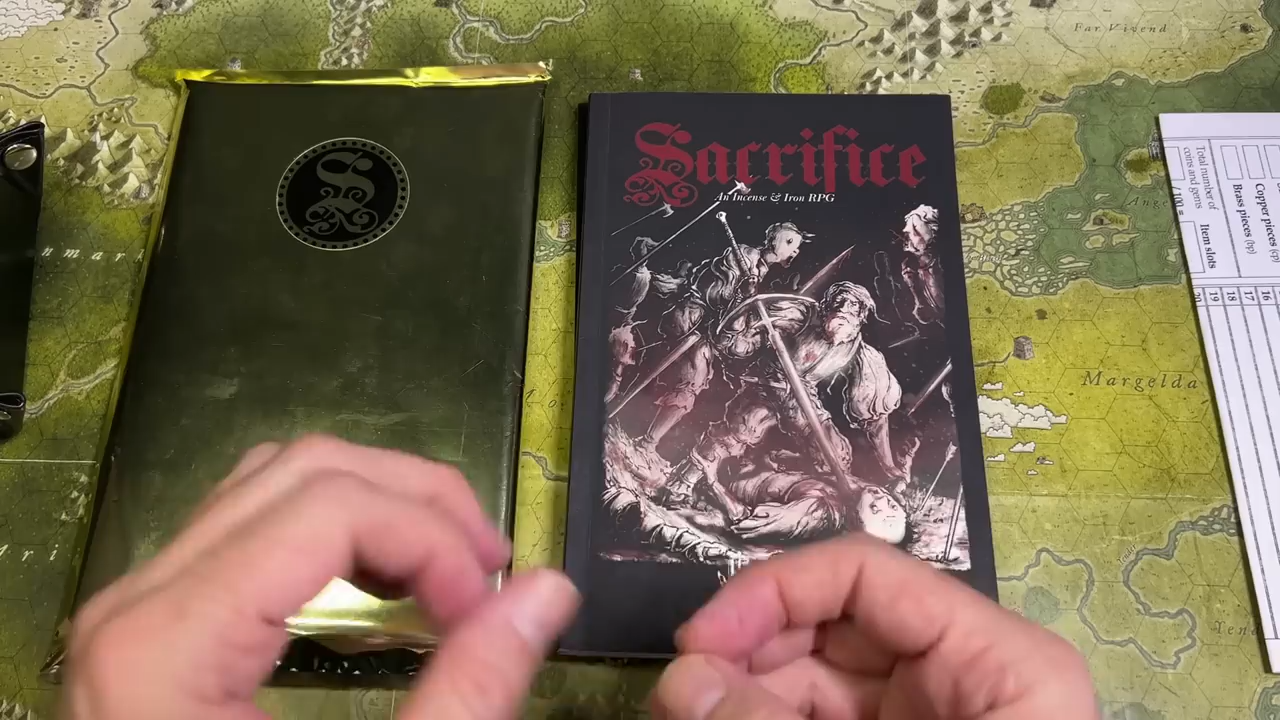 Far Vivend
S
Sacrifice
An Incense & Iron RPG
Margelda
Total number of
coins and gems
/100 =
Item slots
Copper pieces (cp)
Brass pieces (bp)
20
19
18
17
16